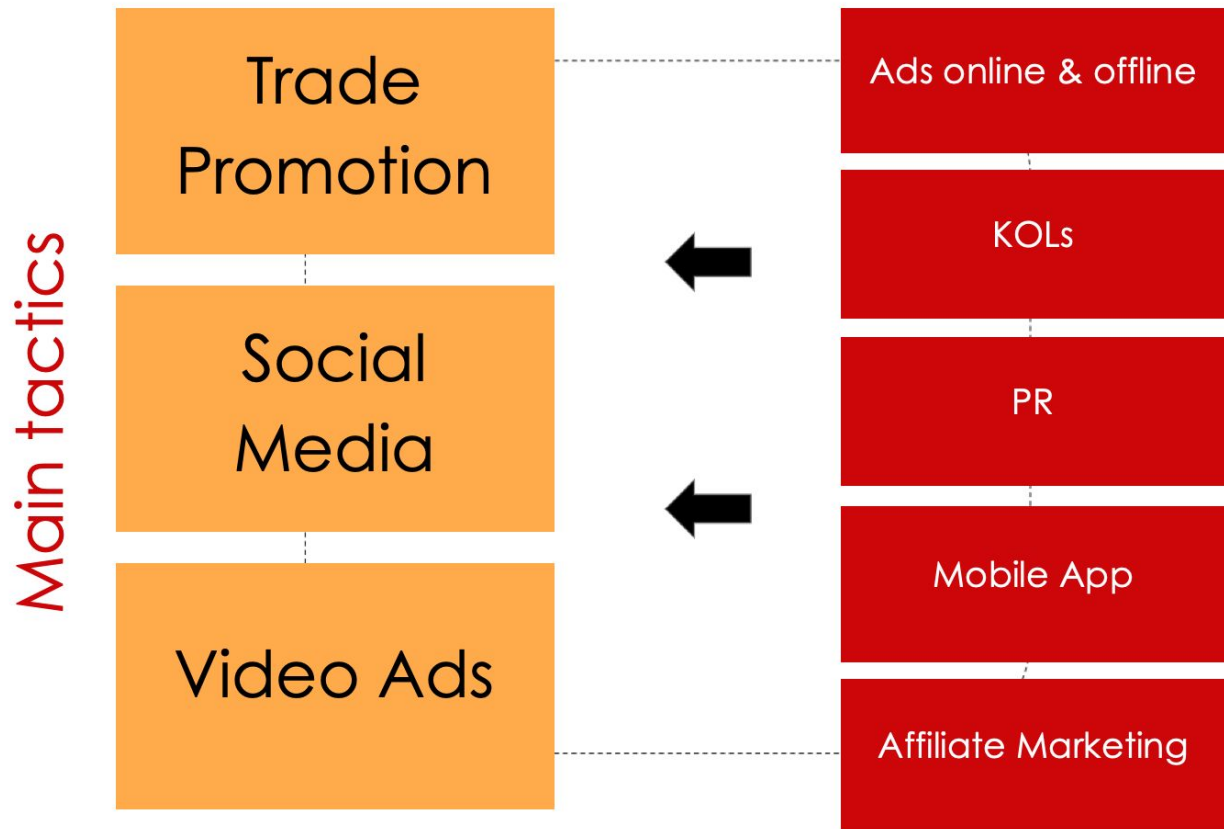 Main tactics
Trade
Promotion
Social
Media
Video Ads
Ads online & offline
KOLs
PR
Mobile App
Affiliate Marketing